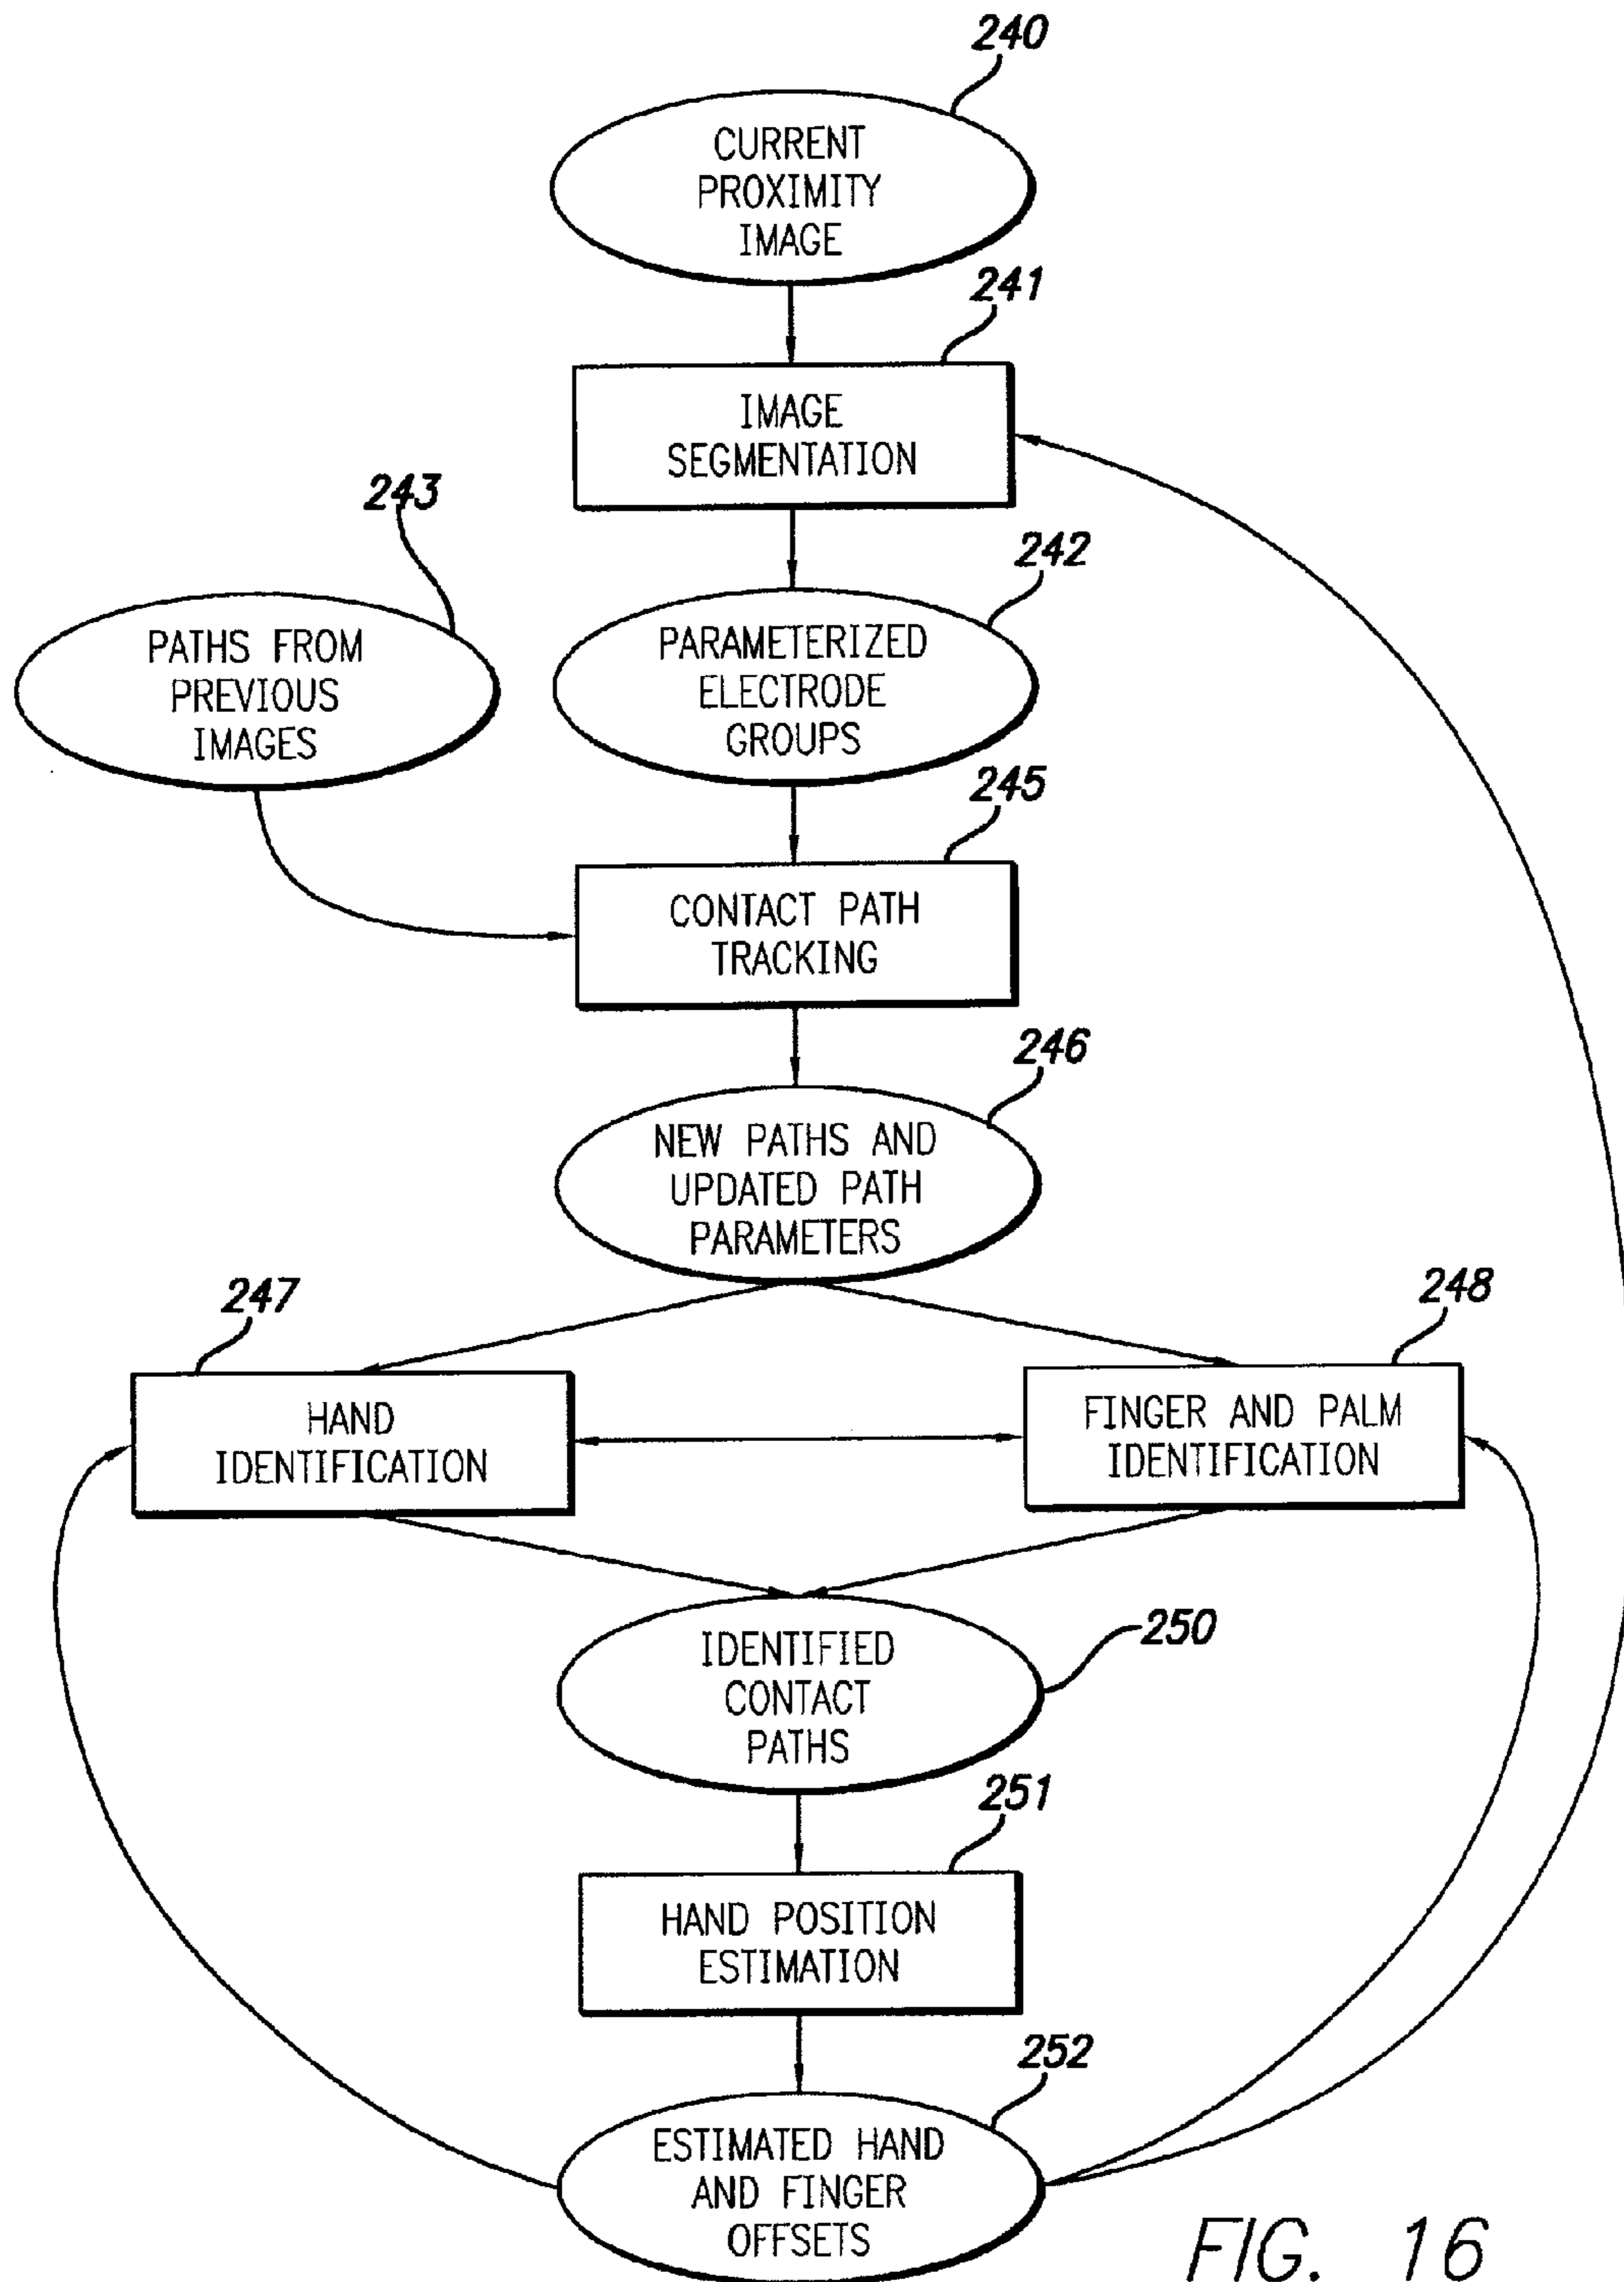 240
CURRENT
PROXIMITY
IMAGE
241
IMAGE
SEGMENTATION
243
242
PATHS FROM
PREVIOUS
IMAGES
PARAMETERIZED
ELECTRODE
GROUPS
245
CONTACT PATH
TRACKING
246
NEW PATHS AND
UPDATED PATH
PARAMETERS
247
248
HAND
IDENTIFICATION
FINGER AND PALM
IDENTIFICATION
250
IDENTIFIED
CONTACT
PATHS
251
HAND POSITION
ESTIMATION
252
ESTIMATED HAND
AND FINGER
OFFSETS
FIG. 16